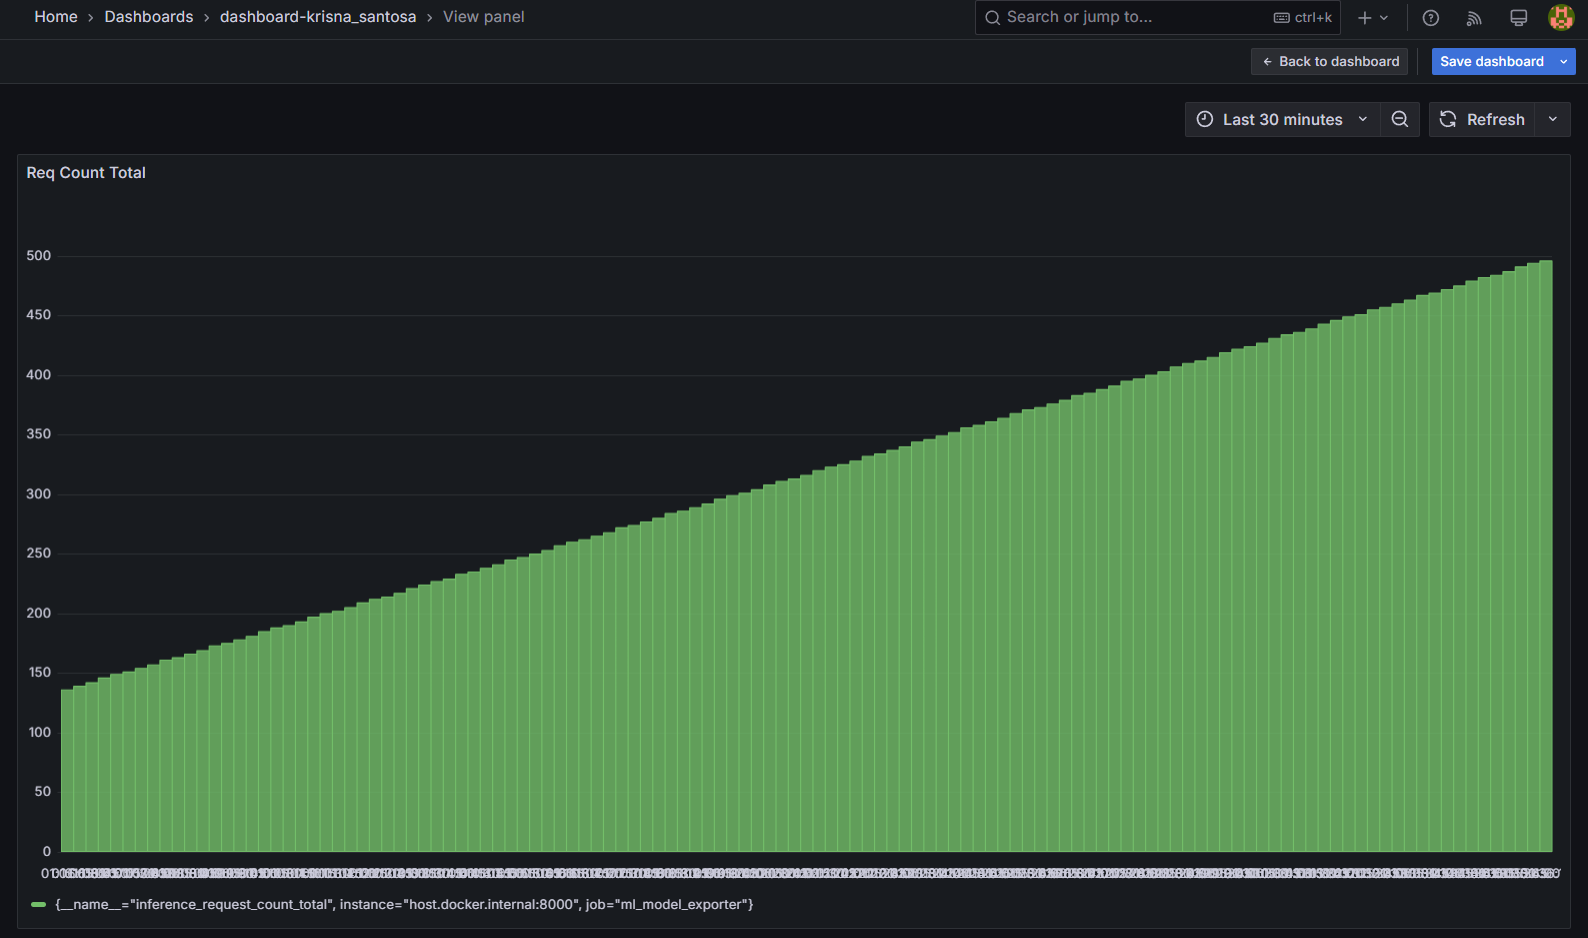 Home › Dashboards › dashboard-krisna_santosa › View panel
Search or jump to... ctrl+k
Back to dashboard
Save dashboard
Last 30 minutes
Refresh
Req Count Total
500
450
400
350
300
250
200
150
100
50
0
{__name__="inference_request_count_total", instance="host.docker.internal:8000", job="ml_model_exporter"}